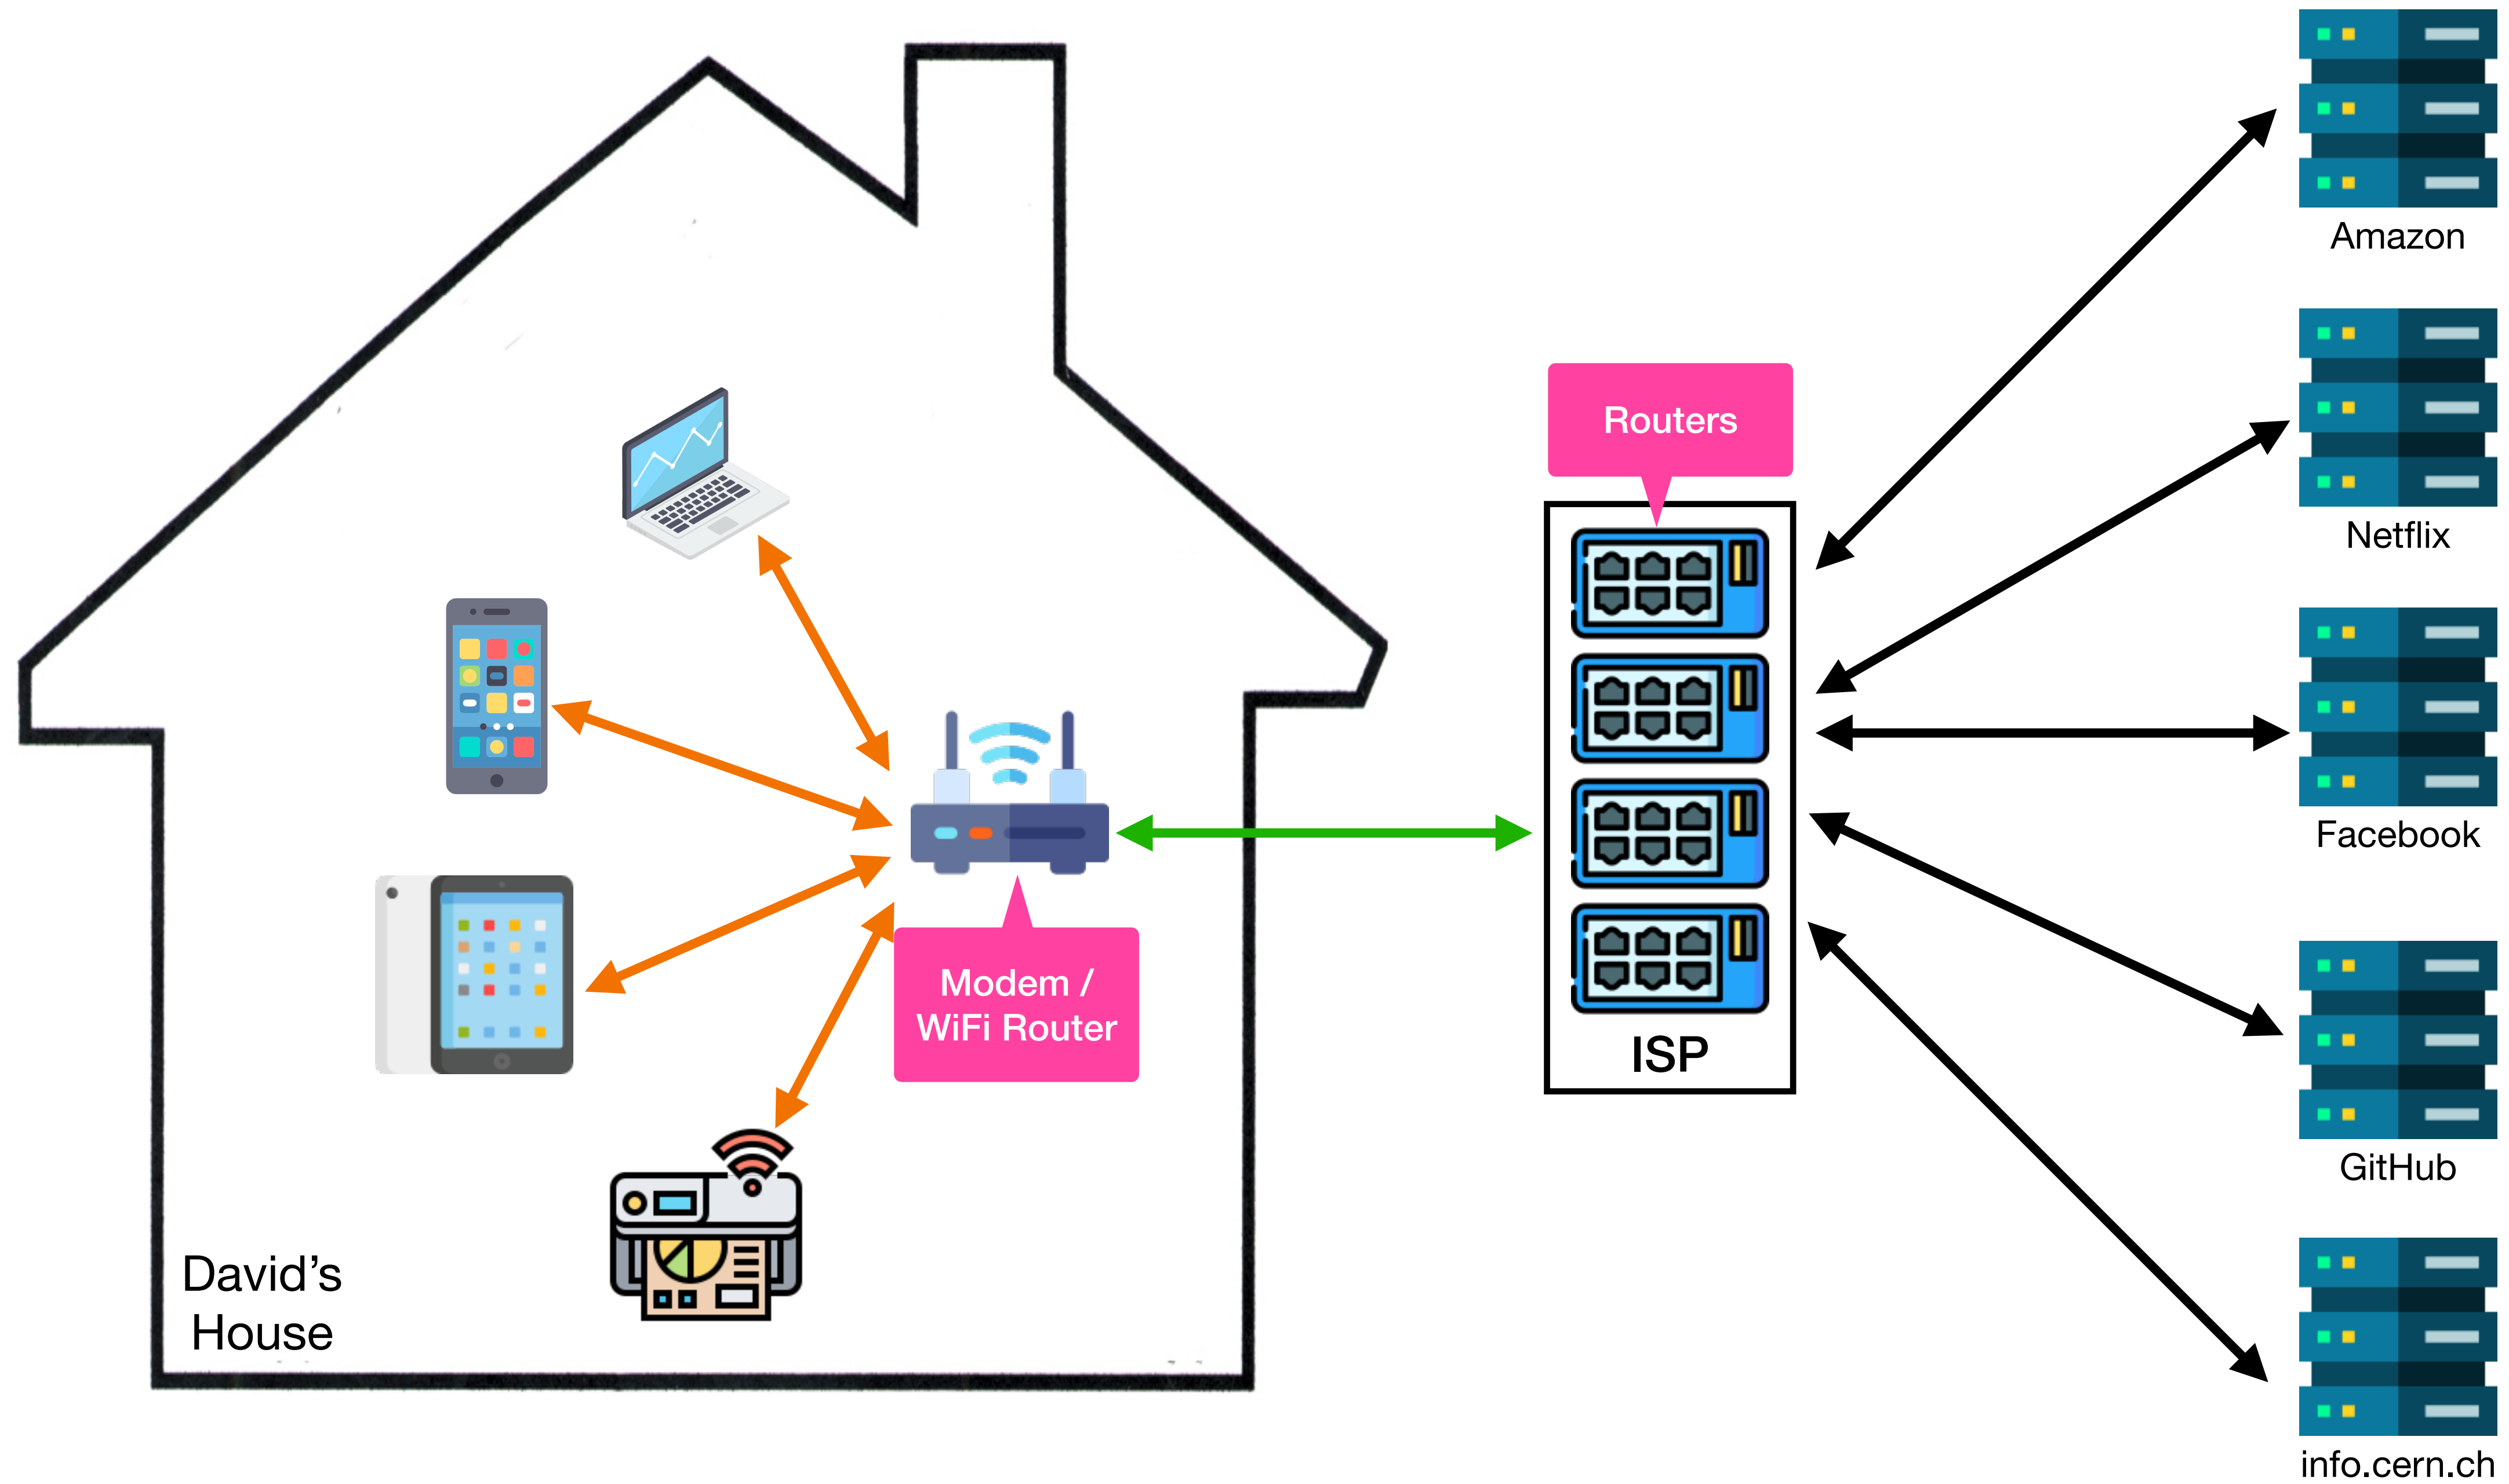 Amazon
Netflix
Routers
Facebook
Modem /
WiFi Router
ISP
GitHub
David’s
House
info.cern.ch